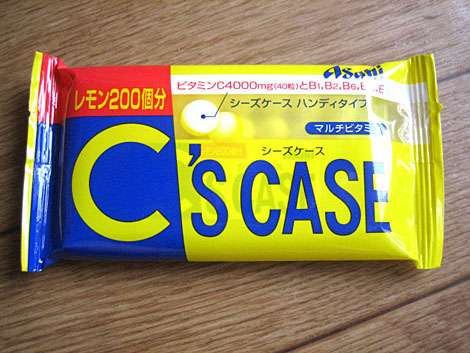 Asahi
レモン200個分
ビタミンC4000mg(40粒)とB1,B2,B6,
シーズケース ハンディタイプ
マルチビタミン
シーズケース
C'S CASE